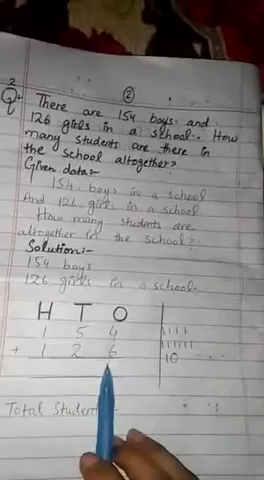 2
②
Q. There are 154 boys and
126 girls in a school. How
many students are there in
the school altogether?
Given data:-
154 boys in a school
And 126 girls in a school.
How many students are
altogether in the school?
Solution:-
154 boys
126 girls in a school.
H T O
1 5 4 ||||
+ 1 2 6 ||||||
10
Total Students